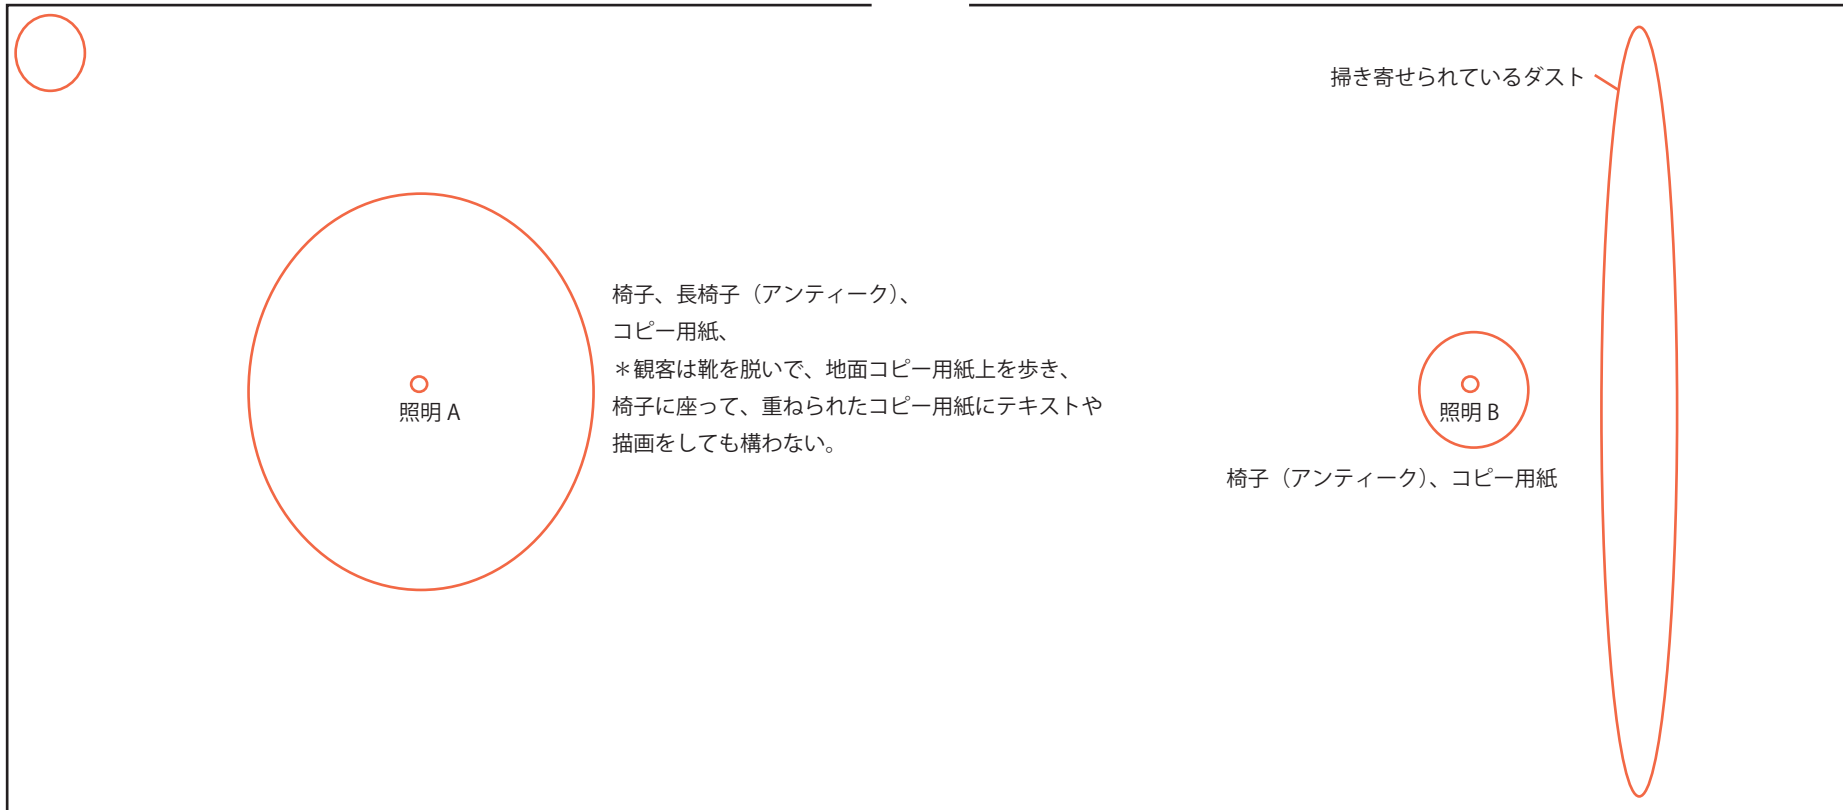 掃き寄せられているダスト
椅子、長椅子（アンティーク）、
コピー用紙、
＊観客は靴を脱いで、地面コピー用紙上を歩き、
椅子に座って、重ねられたコピー用紙にテキストや
描画をしても構わない。
照明 A
照明 B
椅子（アンティーク）、コピー用紙